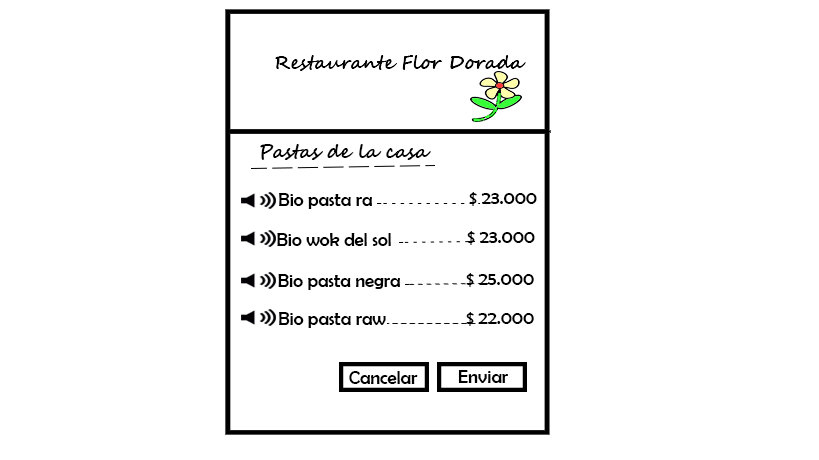 Restaurante Flor Dorada
Pastas de la casa
Bio pasta ra ----------- $ 23.000
Bio wok del sol -------- $ 23.000
Bio pasta negra -------- $ 25.000
Bio pasta raw ---------- $ 22.000
Cancelar Enviar